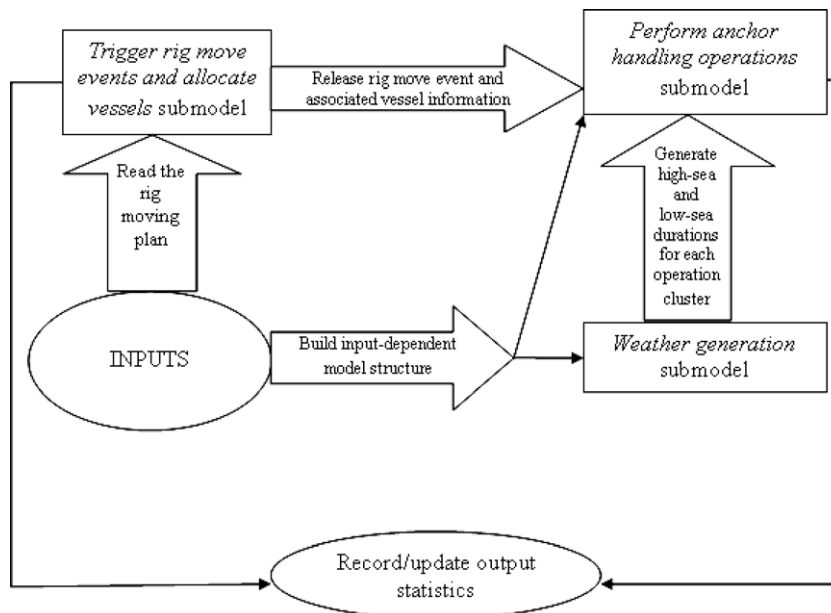 Trigger rig move
events and allocate
vessels submodel
Release rig move event and
associated vessel information
Perform anchor
handling operations
submodel
Read the
rig
moving
plan
Generate
high-sea
and
low-sea
durations
for each
operation
cluster
INPUTS
Build input-dependent
model structure
Weather generation
submodel
Record/update output
statistics